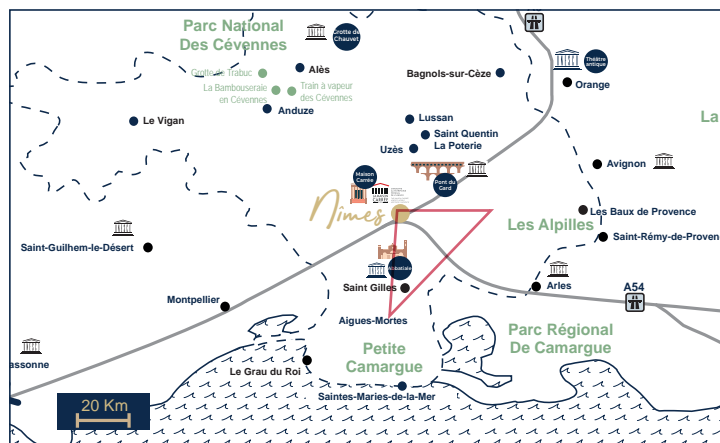 Parc National
Des Cévennes
Grotte de
Chauvet
Grotte de Trabuc
Alès
La Bambouseraie
en Cévennes
Train à vapeur
des Cévennes
Anduze
Le Vigan
Bagnols-sur-Cèze
Théâtre
antique
Orange
La
Lussan
Saint Quentin
La Poterie
Uzès
Avignon
Maison
Carrée
Pont du
Gard
Nîmes
Les Baux de Provence
Les Alpilles
Saint-Rémy-de-Proven
Saint-Guilhem-le-Désert
Abbatiale
Saint Gilles
Arles
A54
Montpellier
Aigues-Mortes
Parc Régional
De Camargue
Petite
Camargue
assonne
Le Grau du Roi
Saintes-Maries-de-la-Mer
20 Km